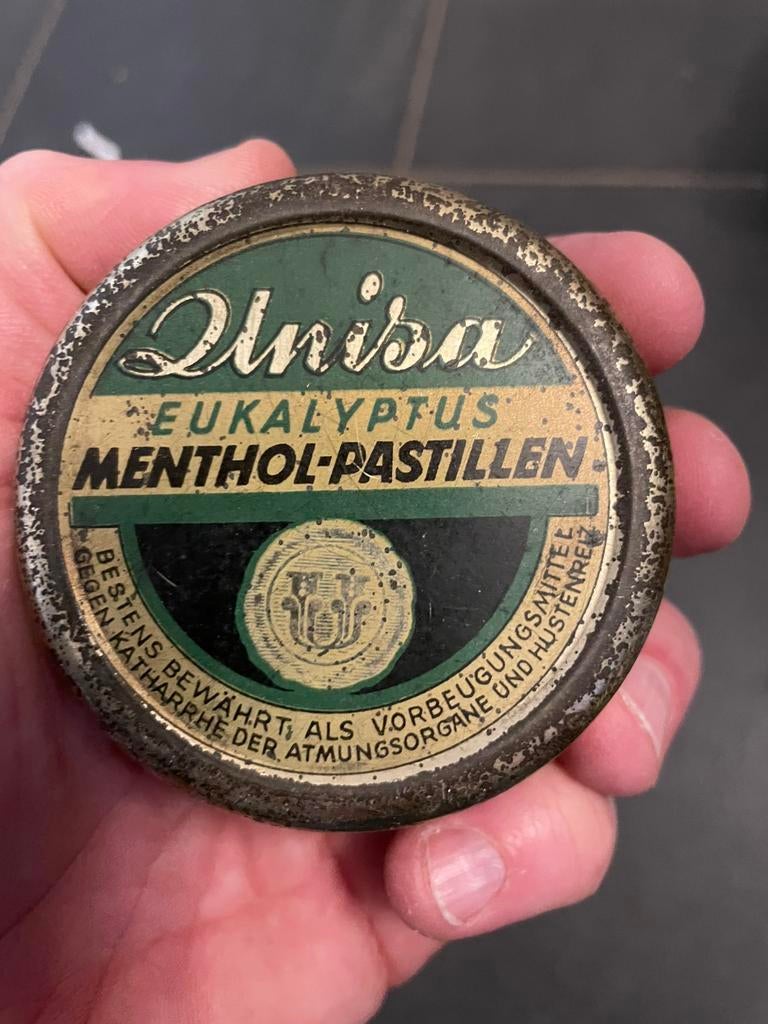 Unisa
EUKALYPTUS
MENTHOL-PASTILLEN
U
BESTENS BEWÄHRT, ALS VORBEUGUNGSMITTEL
GEGEN KATHARRHE DER ATMUNGSORGANE UND HUSTENREIZ